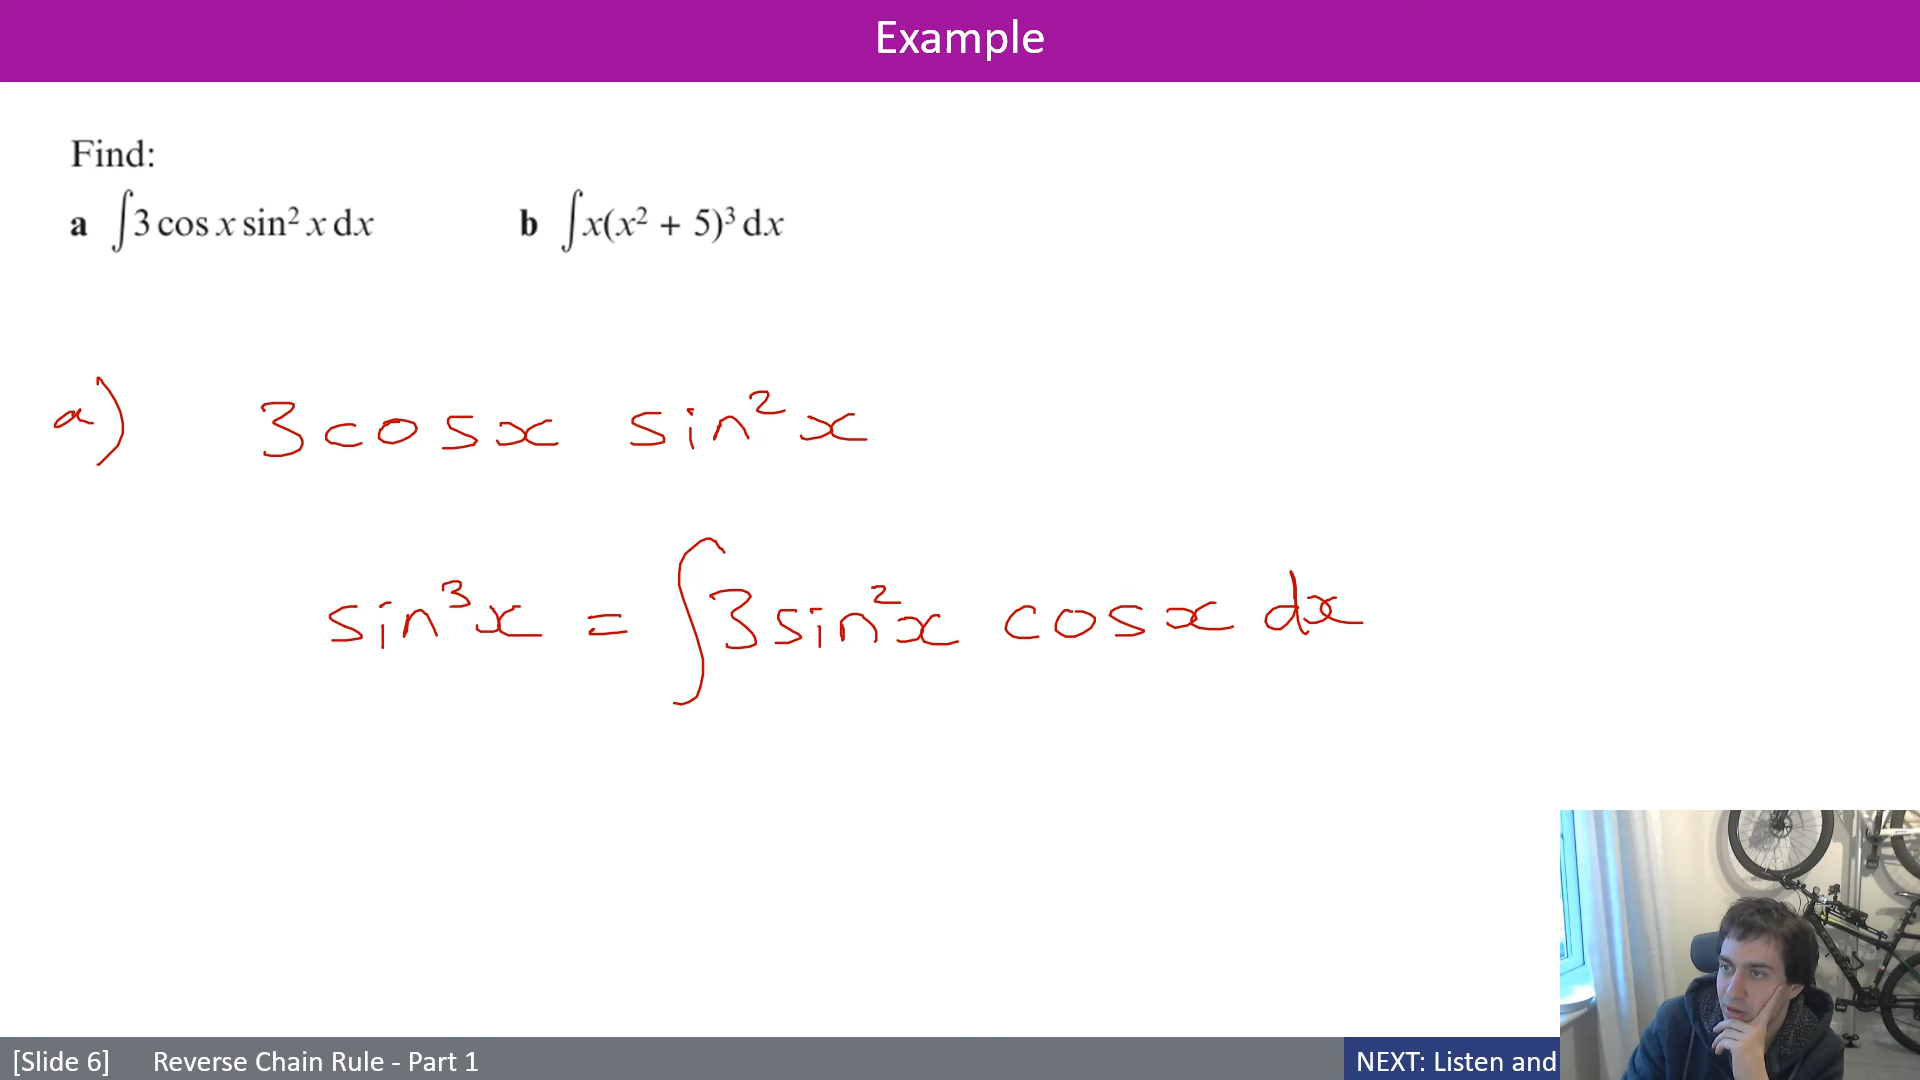 Example
Find:
a ∫3 cos x sin² x dx
b ∫x(x² + 5)³ dx
a) 3cosx sin²x
sin³x = ∫3sin²x cosx dx
[Slide 6] Reverse Chain Rule - Part 1
NEXT: Listen and